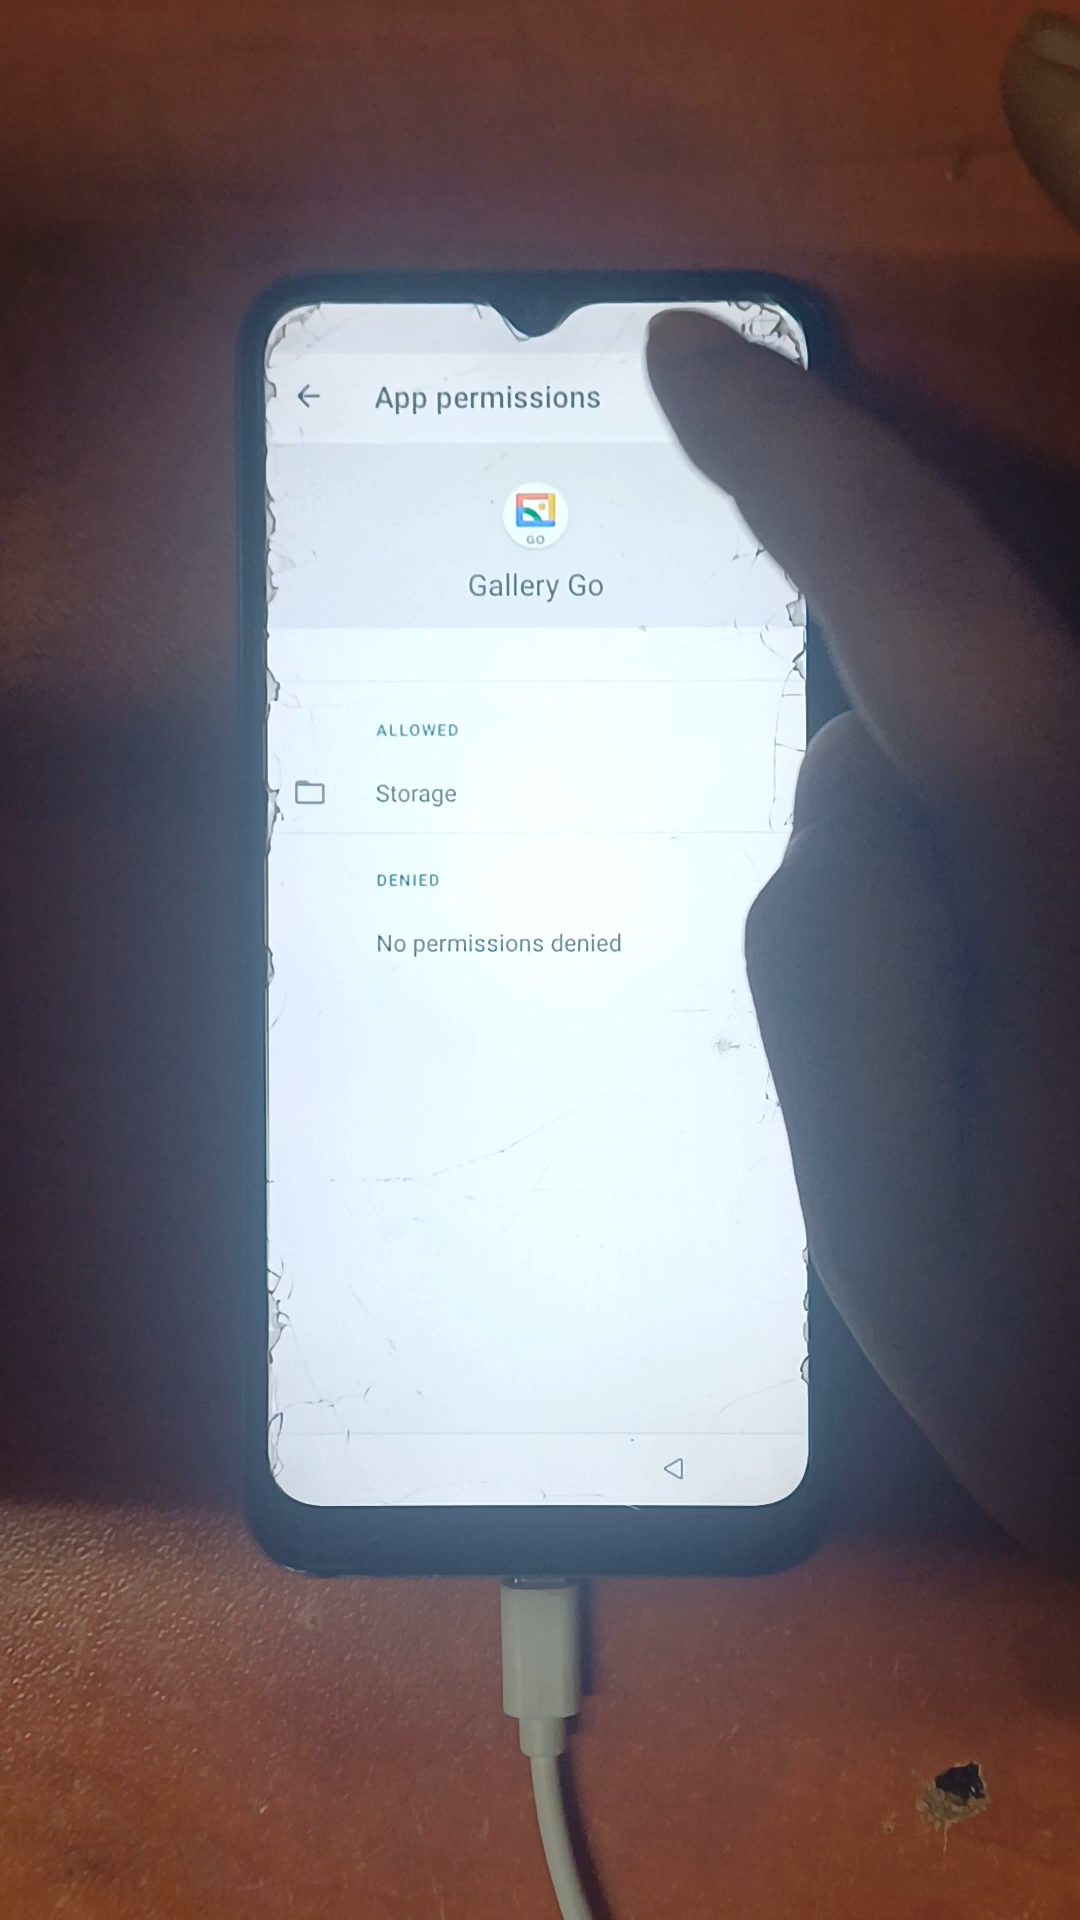 App permissions
GO
Gallery Go
ALLOWED
Storage
DENIED
No permissions denied